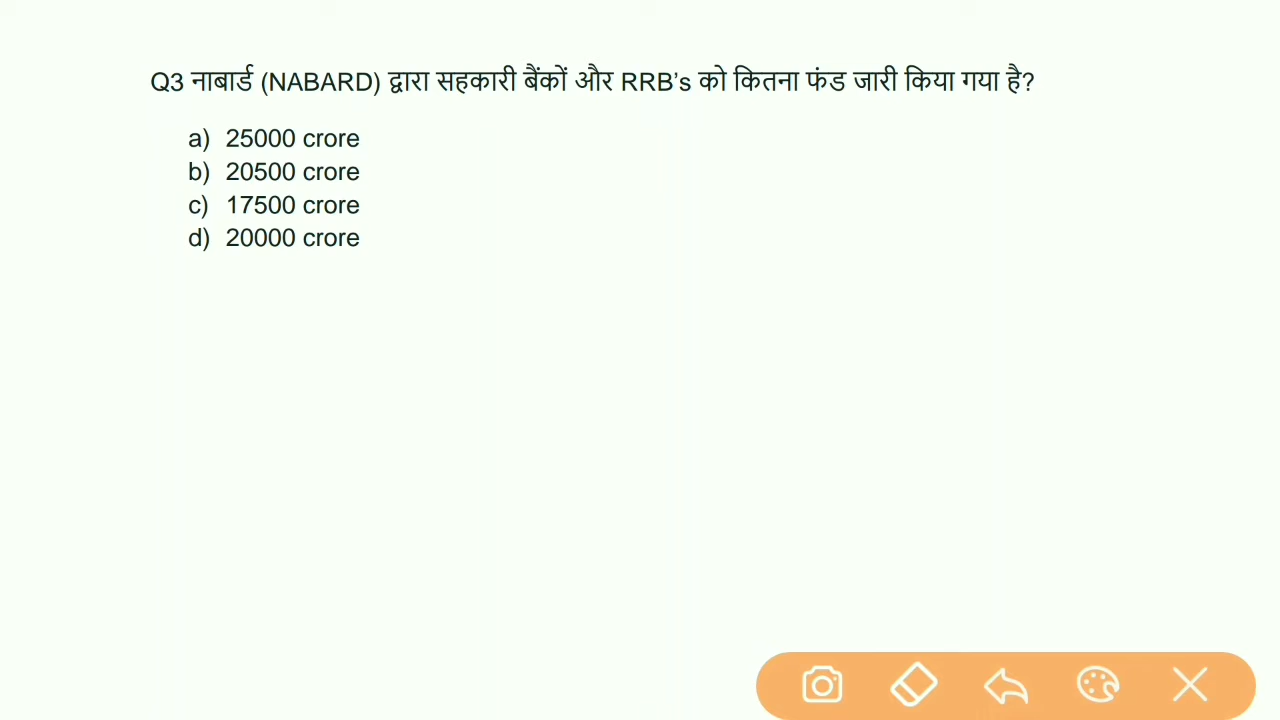 Q3 नाबार्ड (NABARD) द्वारा सहकारी बैंकों और RRB’s को कितना फंड जारी किया गया है?
a) 25000 crore
b) 20500 crore
c) 17500 crore
d) 20000 crore